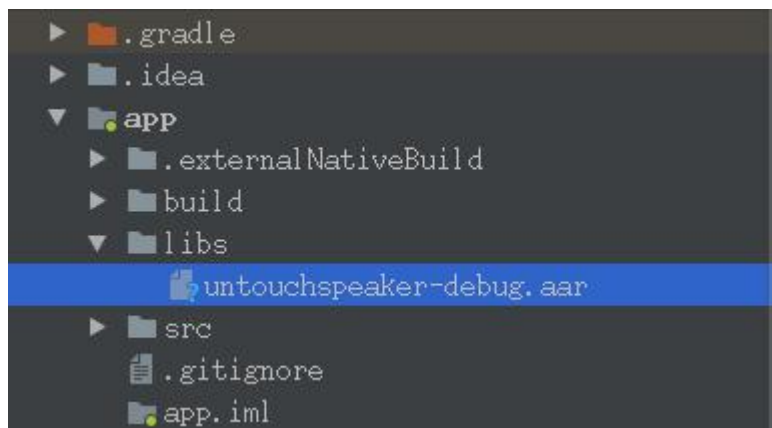 .gradle
.idea
app
.externalNativeBuild
build
libs
untouchspeaker-debug.aar
src
.gitignore
app.iml